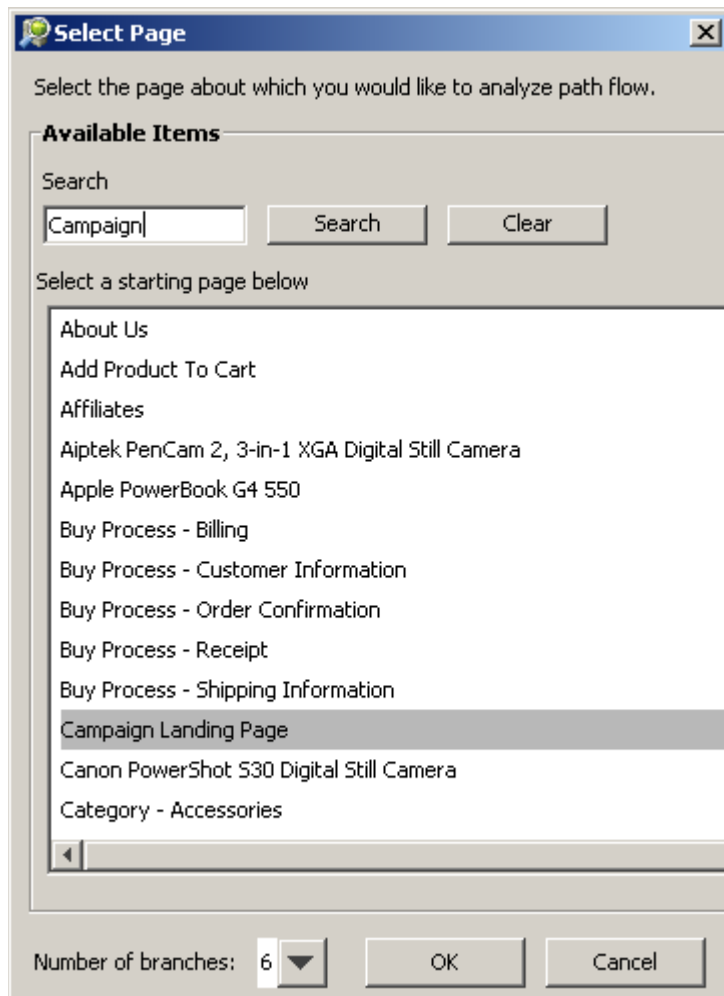 Select Page
Select the page about which you would like to analyze path flow.
Available Items
Search
Campaign Search Clear
Select a starting page below
About Us
Add Product To Cart
Affiliates
Aiptek PenCam 2, 3-in-1 XGA Digital Still Camera
Apple PowerBook G4 550
Buy Process - Billing
Buy Process - Customer Information
Buy Process - Order Confirmation
Buy Process - Receipt
Buy Process - Shipping Information
Campaign Landing Page
Canon PowerShot S30 Digital Still Camera
Category - Accessories
Number of branches: 6 OK Cancel